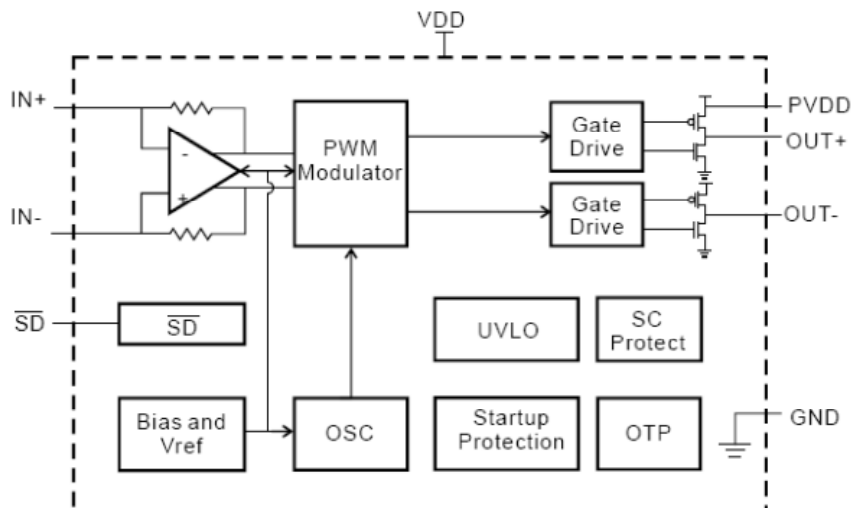 VDD
IN+
PVDD
Gate
Drive
PWM
Modulator
OUT+
-
+
IN-
Gate
Drive
OUT-
SD
SD
UVLO
SC
Protect
Bias and
Vref
OSC
Startup
Protection
OTP
GND